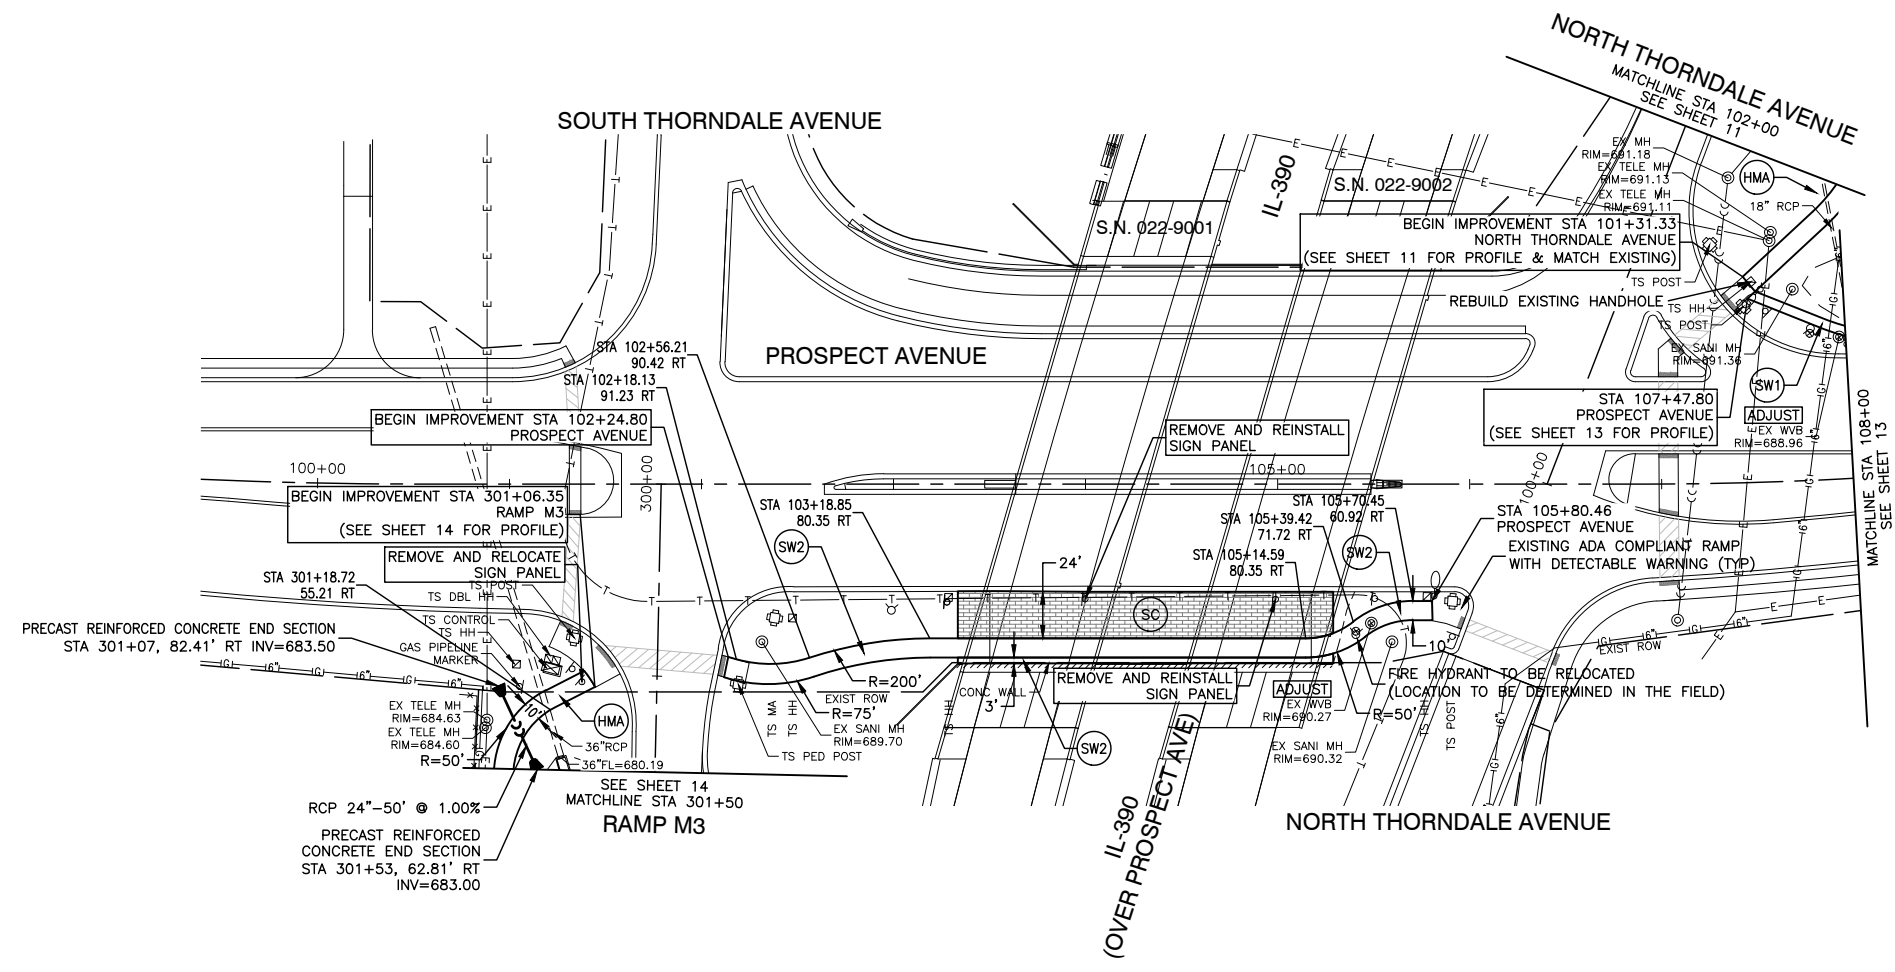 NORTH THORNDALE AVENUE
MATCHLINE STA 102+00
SEE SHEET 11
SOUTH THORNDALE AVENUE
IL-390
S.N. 022-9002
S.N. 022-9001
EX MH
RIM=691.18
EX TELE MH
RIM=691.13
EX TELE MH
RIM=691.11
HMA
18" RCP
BEGIN IMPROVEMENT STA 101+31.33
NORTH THORNDALE AVENUE
(SEE SHEET 11 FOR PROFILE & MATCH EXISTING)
TS POST
REBUILD EXISTING HANDHOLE
TS HH
TS POST
EX SANI MH
RIM=691.36
SW1
STA 107+47.80
PROSPECT AVENUE
(SEE SHEET 13 FOR PROFILE)
ADJUST
EX WVB
RIM=688.96
MATCHLINE STA 108+00
SEE SHEET 13
PROSPECT AVENUE
STA 102+56.21
90.42 RT
STA 102+18.13
91.23 RT
BEGIN IMPROVEMENT STA 102+24.80
PROSPECT AVENUE
REMOVE AND REINSTALL
SIGN PANEL
100+00
300+00
105+00
100+00
BEGIN IMPROVEMENT STA 301+06.35
RAMP M3
(SEE SHEET 14 FOR PROFILE)
REMOVE AND RELOCATE
SIGN PANEL
STA 103+18.85
80.35 RT
SW2
STA 105+70.45
60.92 RT
STA 105+39.42
71.72 RT
STA 105+14.59
80.35 RT
SW2
STA 105+80.46
PROSPECT AVENUE
EXISTING ADA COMPLIANT RAMP
WITH DETECTABLE WARNING (TYP)
24'
SC
STA 301+18.72
55.21 RT
TS POST
TS DBL HH
TS CONTROL
TS HH
GAS PIPELINE
MARKER
PRECAST REINFORCED CONCRETE END SECTION
STA 301+07, 82.41' RT INV=683.50
EX TELE MH
RIM=684.63
EX TELE MH
RIM=684.60
R=50'
10'
HMA
36"RCP
36"FL=680.19
SEE SHEET 14
MATCHLINE STA 301+50
RAMP M3
RCP 24"-50' @ 1.00%
PRECAST REINFORCED
CONCRETE END SECTION
STA 301+53, 62.81' RT
INV=683.00
TS MA
TS HH
R=200'
EXIST ROW
R=75'
EX SANI MH
RIM=689.70
TS PED POST
TS HH
CONC WALL
3'
SW2
REMOVE AND REINSTALL
SIGN PANEL
ADJUST
EX WVB
RIM=690.27
R=50'
10'
FIRE HYDRANT TO BE RELOCATED
(LOCATION TO BE DETERMINED IN THE FIELD)
EXIST ROW
TS HH
TS POST
EX SANI MH
RIM=690.32
IL-390
(OVER PROSPECT AVE)
NORTH THORNDALE AVENUE